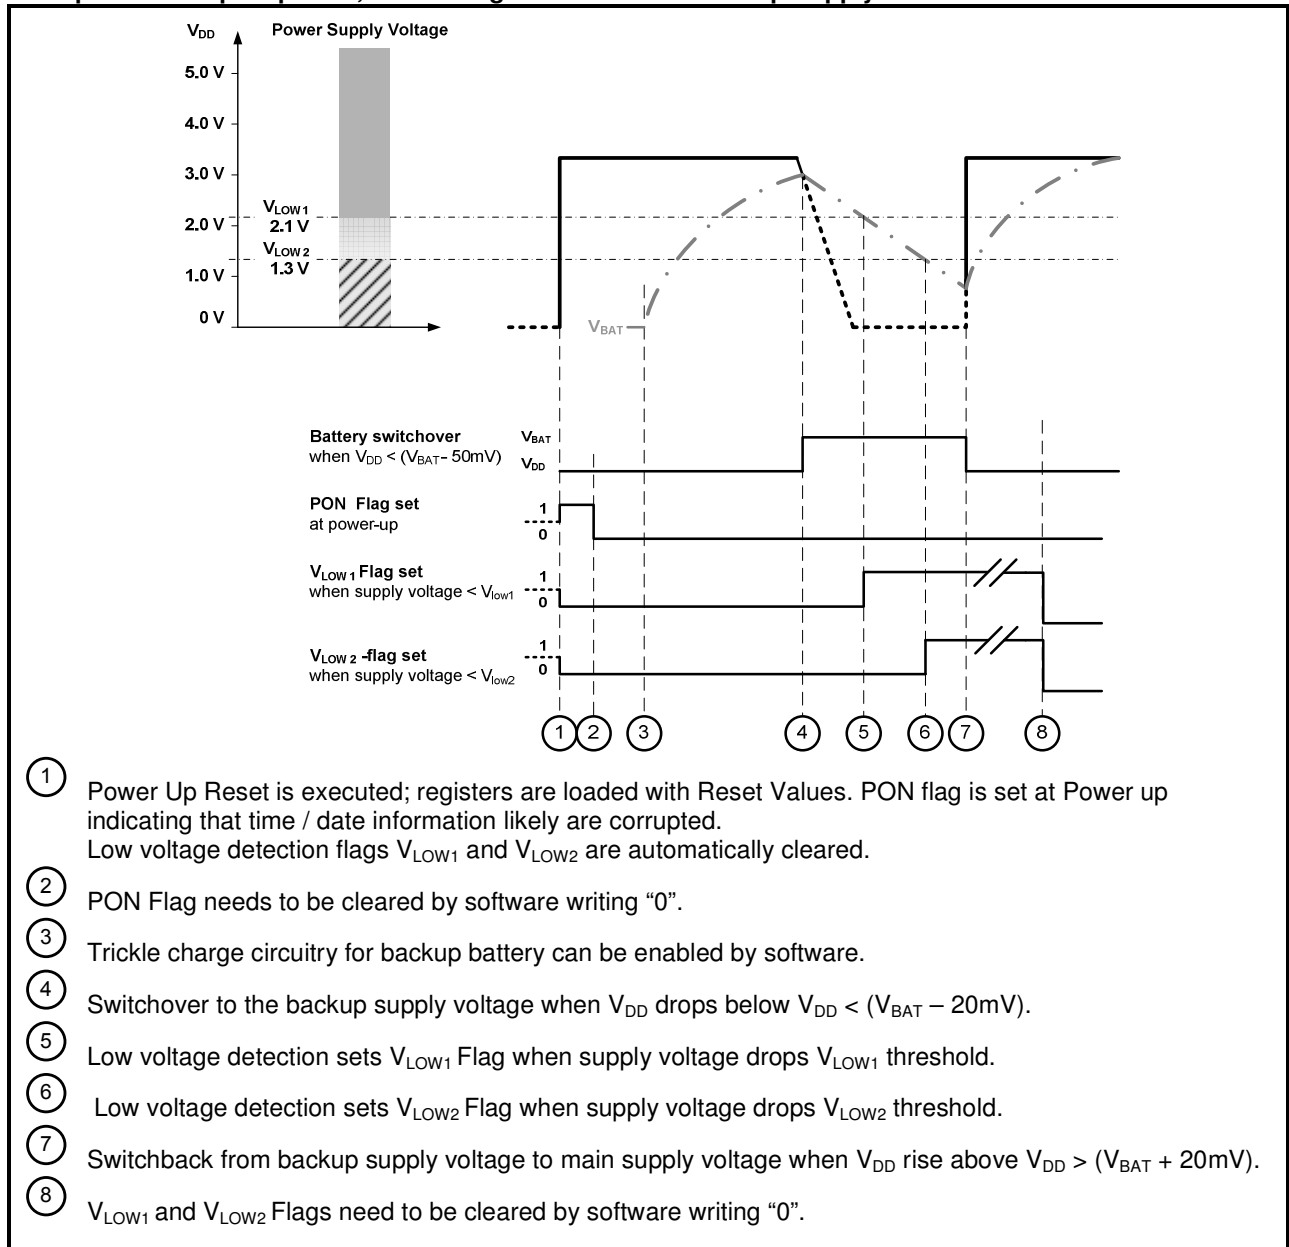 V_DD
Power Supply Voltage
5.0 V
4.0 V
3.0 V
V_LOW1
2.0 V
2.1 V
V_LOW2
1.3 V
1.0 V
0 V
V_BAT
Battery switchover
when V_DD < (V_BAT- 50mV)
V_BAT
V_DD
PON Flag set
at power-up
1
0
V_LOW1 Flag set
when supply voltage < V_low1
1
0
V_LOW2 -flag set
when supply voltage < V_low2
1
0
1 2 3 4 5 6 7 8
1 Power Up Reset is executed; registers are loaded with Reset Values. PON flag is set at Power up
indicating that time / date information likely are corrupted.
Low voltage detection flags V_LOW1 and V_LOW2 are automatically cleared.
2 PON Flag needs to be cleared by software writing “0”.
3 Trickle charge circuitry for backup battery can be enabled by software.
4 Switchover to the backup supply voltage when V_DD drops below V_DD < (V_BAT – 20mV).
5 Low voltage detection sets V_LOW1 Flag when supply voltage drops V_LOW1 threshold.
6 Low voltage detection sets V_LOW2 Flag when supply voltage drops V_LOW2 threshold.
7 Switchback from backup supply voltage to main supply voltage when V_DD rise above V_DD > (V_BAT + 20mV).
8 V_LOW1 and V_LOW2 Flags need to be cleared by software writing “0”.